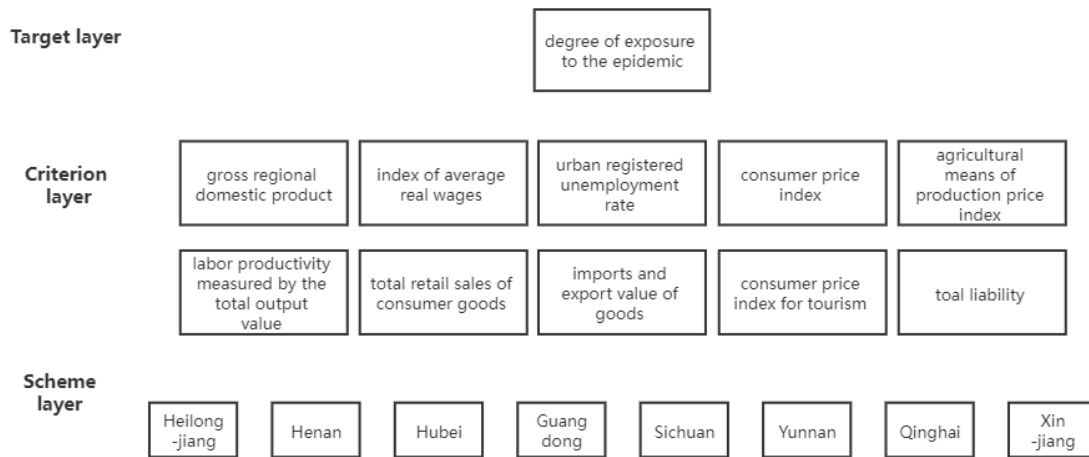 Target layer
degree of exposure
to the epidemic
Criterion
layer
gross regional
domestic product
index of average
real wages
urban registered
unemployment
rate
consumer price
index
agricultural
means of
production price
index
labor productivity
measured by the
total output
value
total retail sales of
consumer goods
imports and
export value of
goods
consumer price
index for tourism
toal liability
Scheme
layer
Heilong
-jiang
Henan
Hubei
Guang
dong
Sichuan
Yunnan
Qinghai
Xin
-jiang